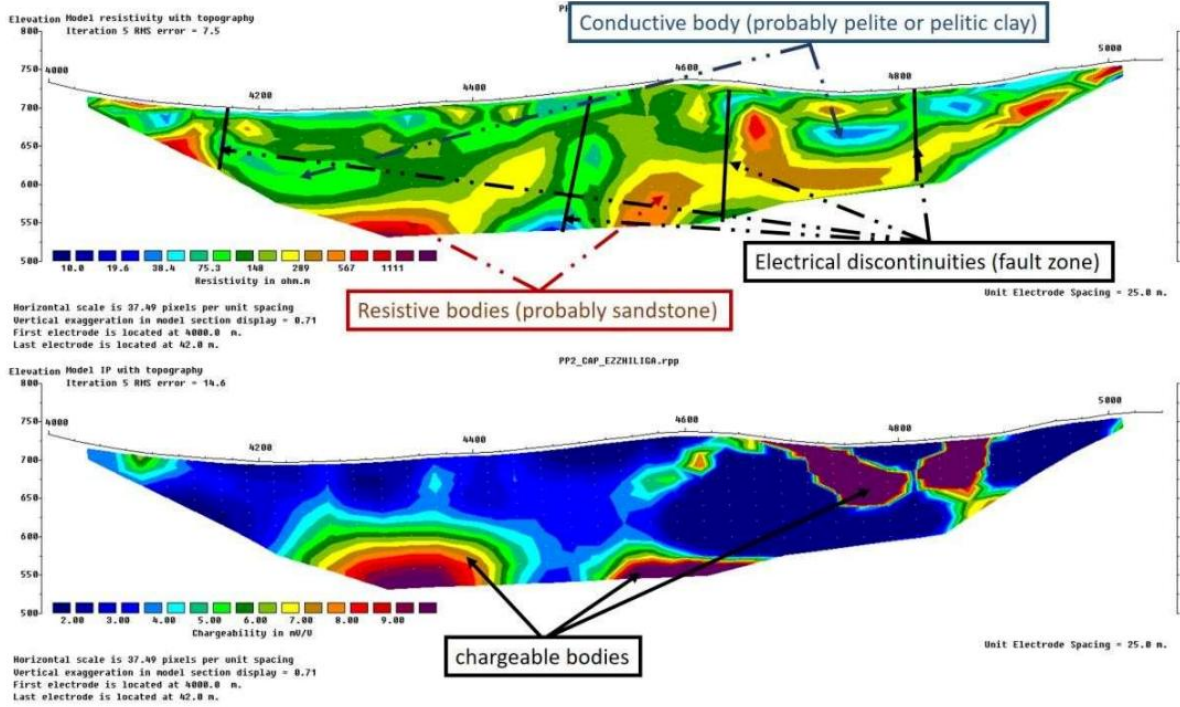 Elevation Model resistivity with topography
Iteration 5 RMS error = 7.5
Conductive body (probably pelite or pelitic clay)
800
750
700
650
600
550
500
4000
4200
4400
4600
4800
5000
10.0 19.6 38.4 75.3 148 289 567 1111
Resistivity in ohm.m
Electrical discontinuities (fault zone)
Resistive bodies (probably sandstone)
Unit Electrode Spacing = 25.0 m.
Horizontal scale is 37.49 pixels per unit spacing
Vertical exaggeration in model section display = 0.71
First electrode is located at 4000.0 m.
Last electrode is located at 42.0 m.
PP2_CAP_EZZHILIGA.rpp
Elevation Model IP with topography
Iteration 5 RMS error = 14.6
800
750
700
650
600
550
500
4000
4200
4400
4600
4800
5000
2.00 3.00 4.00 5.00 6.00 7.00 8.00 9.00
Chargeability in mV/V
chargeable bodies
Unit Electrode Spacing = 25.0 m.
Horizontal scale is 37.49 pixels per unit spacing
Vertical exaggeration in model section display = 0.71
First electrode is located at 4000.0 m.
Last electrode is located at 42.0 m.